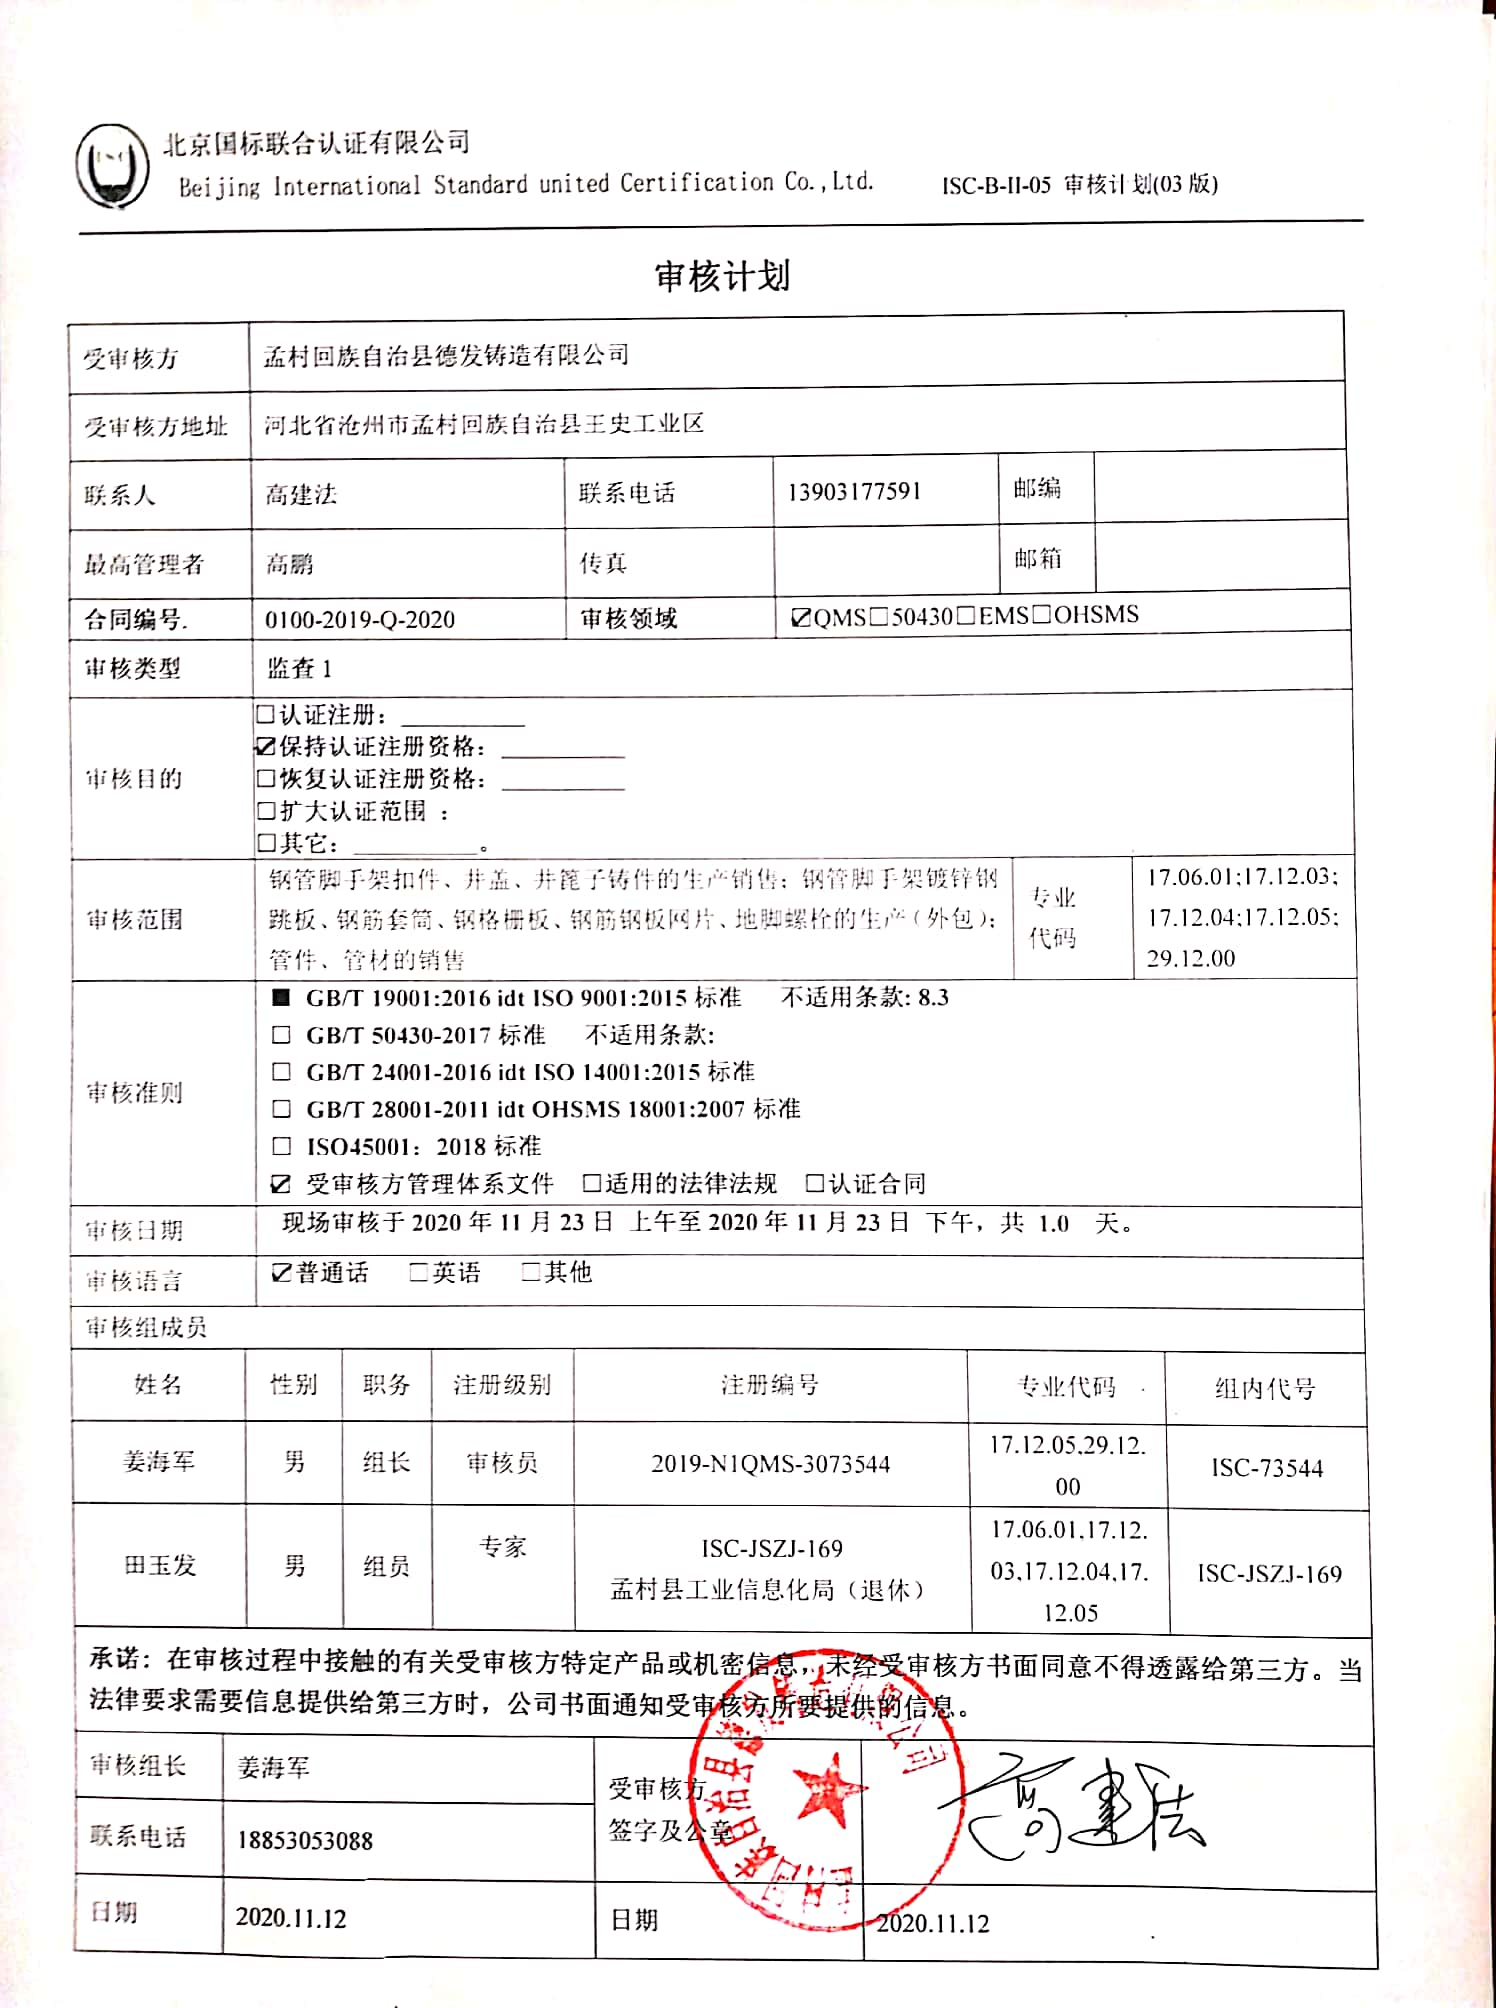 北京国标联合认证有限公司
Beijing International Standard united Certification Co.,Ltd. ISC-B-II-05 审核计划(03 版)
审核计划
受审核方 孟村回族自治县德发铸造有限公司
受审核方地址 河北省沧州市孟村回族自治县王史工业区
联系人 高建法 联系电话 13903177591 邮编
最高管理者 高鹏 传真 邮箱
合同编号. 0100-2019-Q-2020 审核领域 ☑QMS□50430□EMS□OHSMS
审核类型 监查 1
审核目的
□认证注册：__________
☑保持认证注册资格：__________
□恢复认证注册资格：__________
□扩大认证范围 ：
□其它：__________。
审核范围
钢管脚手架扣件、井盖、井篦子铸件的生产销售；钢管脚手架镀锌钢
跳板、钢筋套筒、钢格栅板、钢筋钢板网片、地脚螺栓的生产（外包）；
管件、管材的销售
专业
代码
17.06.01;17.12.03;
17.12.04;17.12.05;
29.12.00
审核准则
■ GB/T 19001:2016 idt ISO 9001:2015 标准 不适用条款: 8.3
□ GB/T 50430-2017 标准 不适用条款:
□ GB/T 24001-2016 idt ISO 14001:2015 标准
□ GB/T 28001-2011 idt OHSMS 18001:2007 标准
□ ISO45001：2018 标准
☑ 受审核方管理体系文件 □适用的法律法规 □认证合同
审核日期 现场审核于 2020 年 11 月 23 日 上午至 2020 年 11 月 23 日 下午，共 1.0 天。
审核语言 ☑普通话 □英语 □其他
审核组成员
姓名 性别 职务 注册级别 注册编号 专业代码 组内代号
姜海军 男 组长 审核员 2019-N1QMS-3073544
17.12.05,29.12.
00
ISC-73544
田玉发 男 组员 专家
ISC-JSZJ-169
孟村县工业信息化局（退休）
17.06.01,17.12.
03,17.12.04,17.
12.05
ISC-JSZJ-169
承诺：在审核过程中接触的有关受审核方特定产品或机密信息，未经受审核方书面同意不得透露给第三方。当
法律要求需要信息提供给第三方时，公司书面通知受审核方所要提供的信息。
审核组长 姜海军
受审核方
签字及公章
高建法
孟村回族自治县德发铸造有限公司
联系电话 18853053088
日期 2020.11.12 日期 2020.11.12